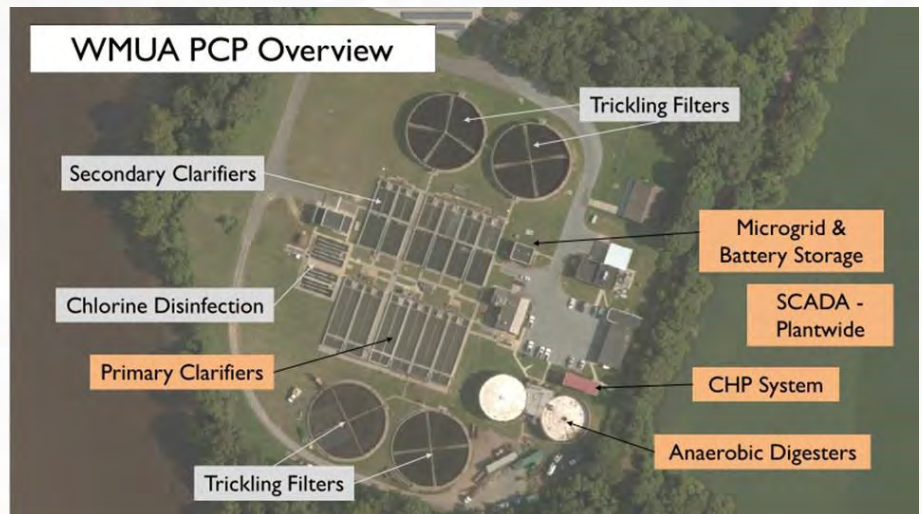 WMUA PCP Overview
Trickling Filters
Secondary Clarifiers
Microgrid &
Battery Storage
Chlorine Disinfection
SCADA -
Plantwide
Primary Clarifiers
CHP System
Anaerobic Digesters
Trickling Filters